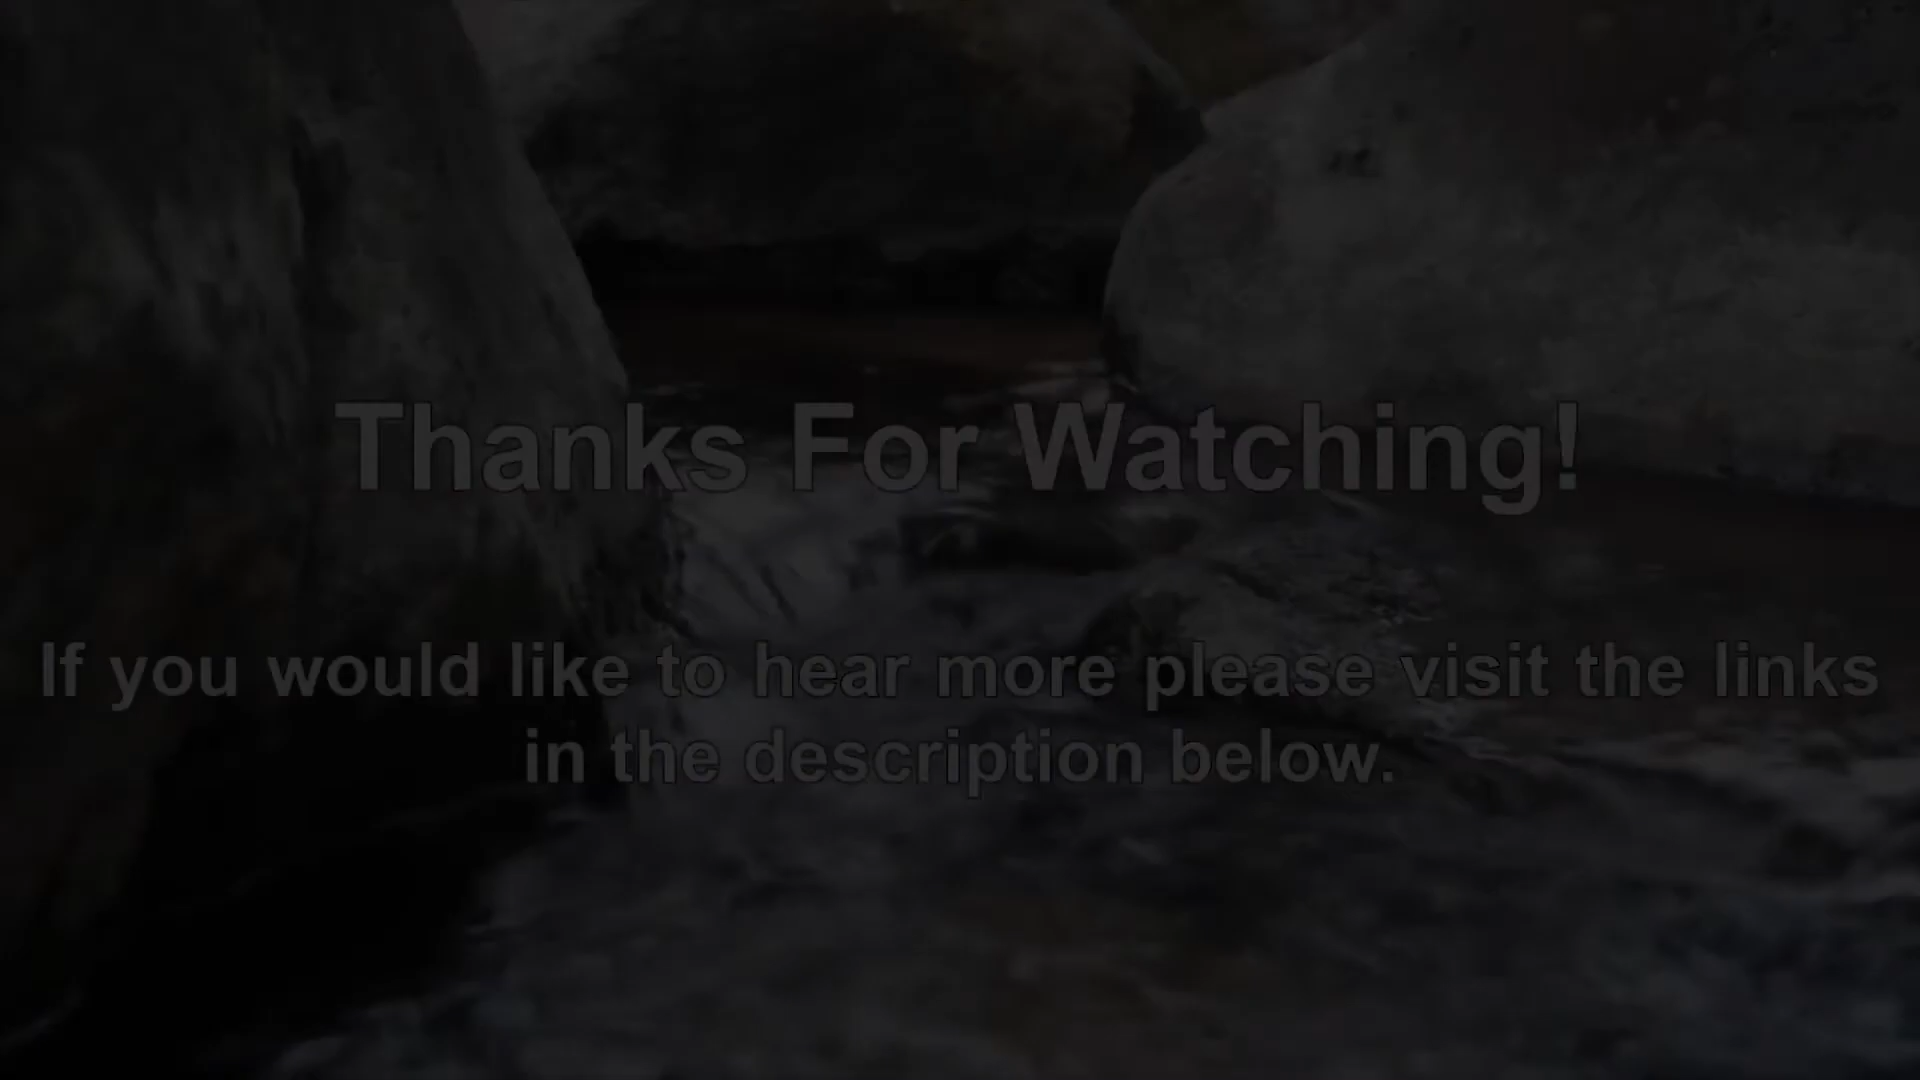 Thanks For Watching!
If you would like to hear more please visit the links
in the description below.